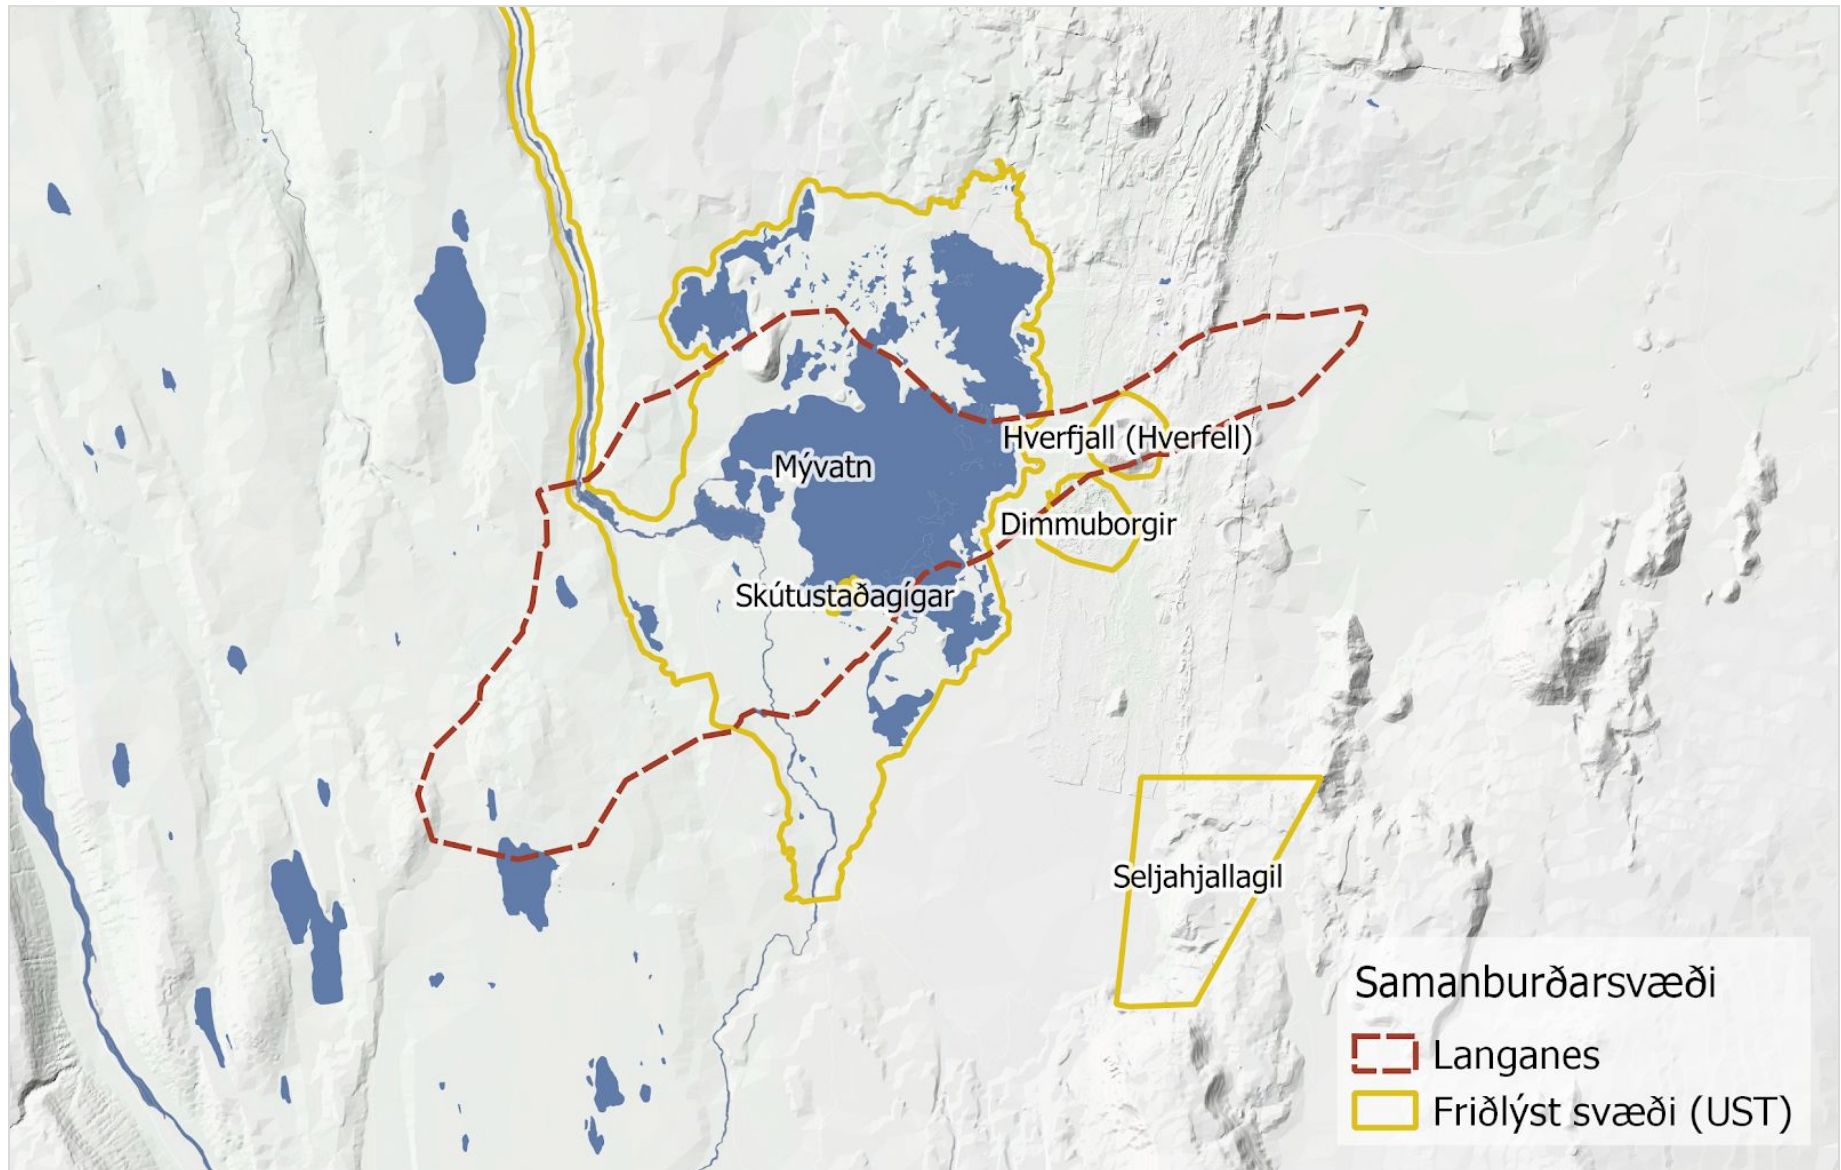 Hverfjall (Hverfell)
Mývatn
Dimmuborgir
Skútustaðagígar
Seljahjallagil
Samanburðarsvæði
Langanes
Friðlýst svæði (UST)